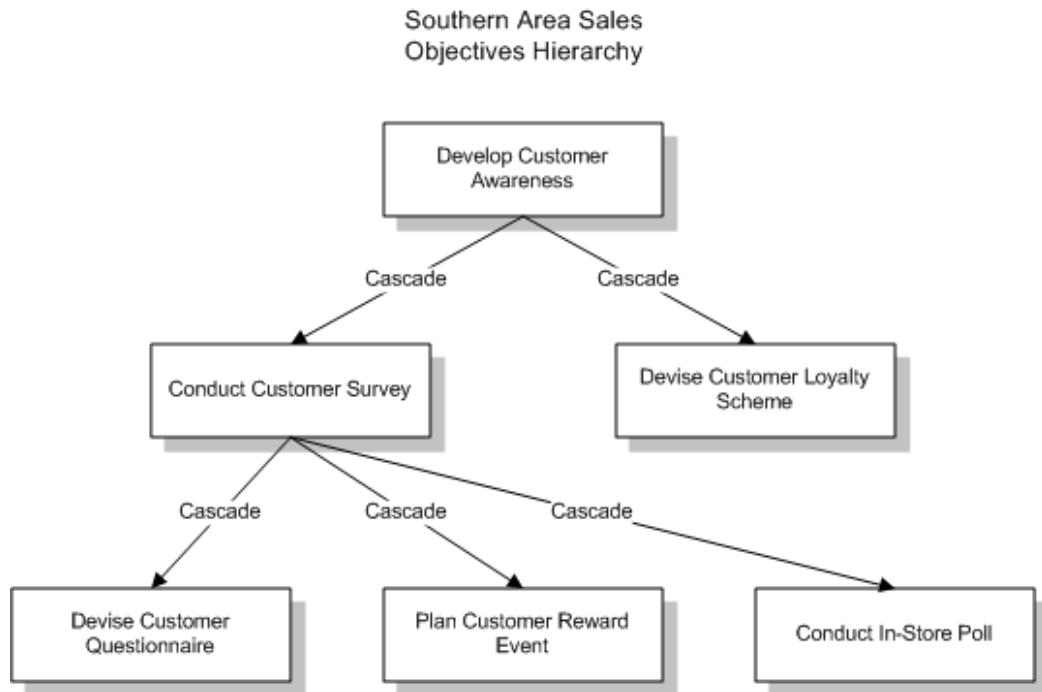 Southern Area Sales
Objectives Hierarchy
Develop Customer
Awareness
Cascade
Cascade
Conduct Customer Survey
Devise Customer Loyalty
Scheme
Cascade
Cascade
Cascade
Devise Customer
Questionnaire
Plan Customer Reward
Event
Conduct In-Store Poll